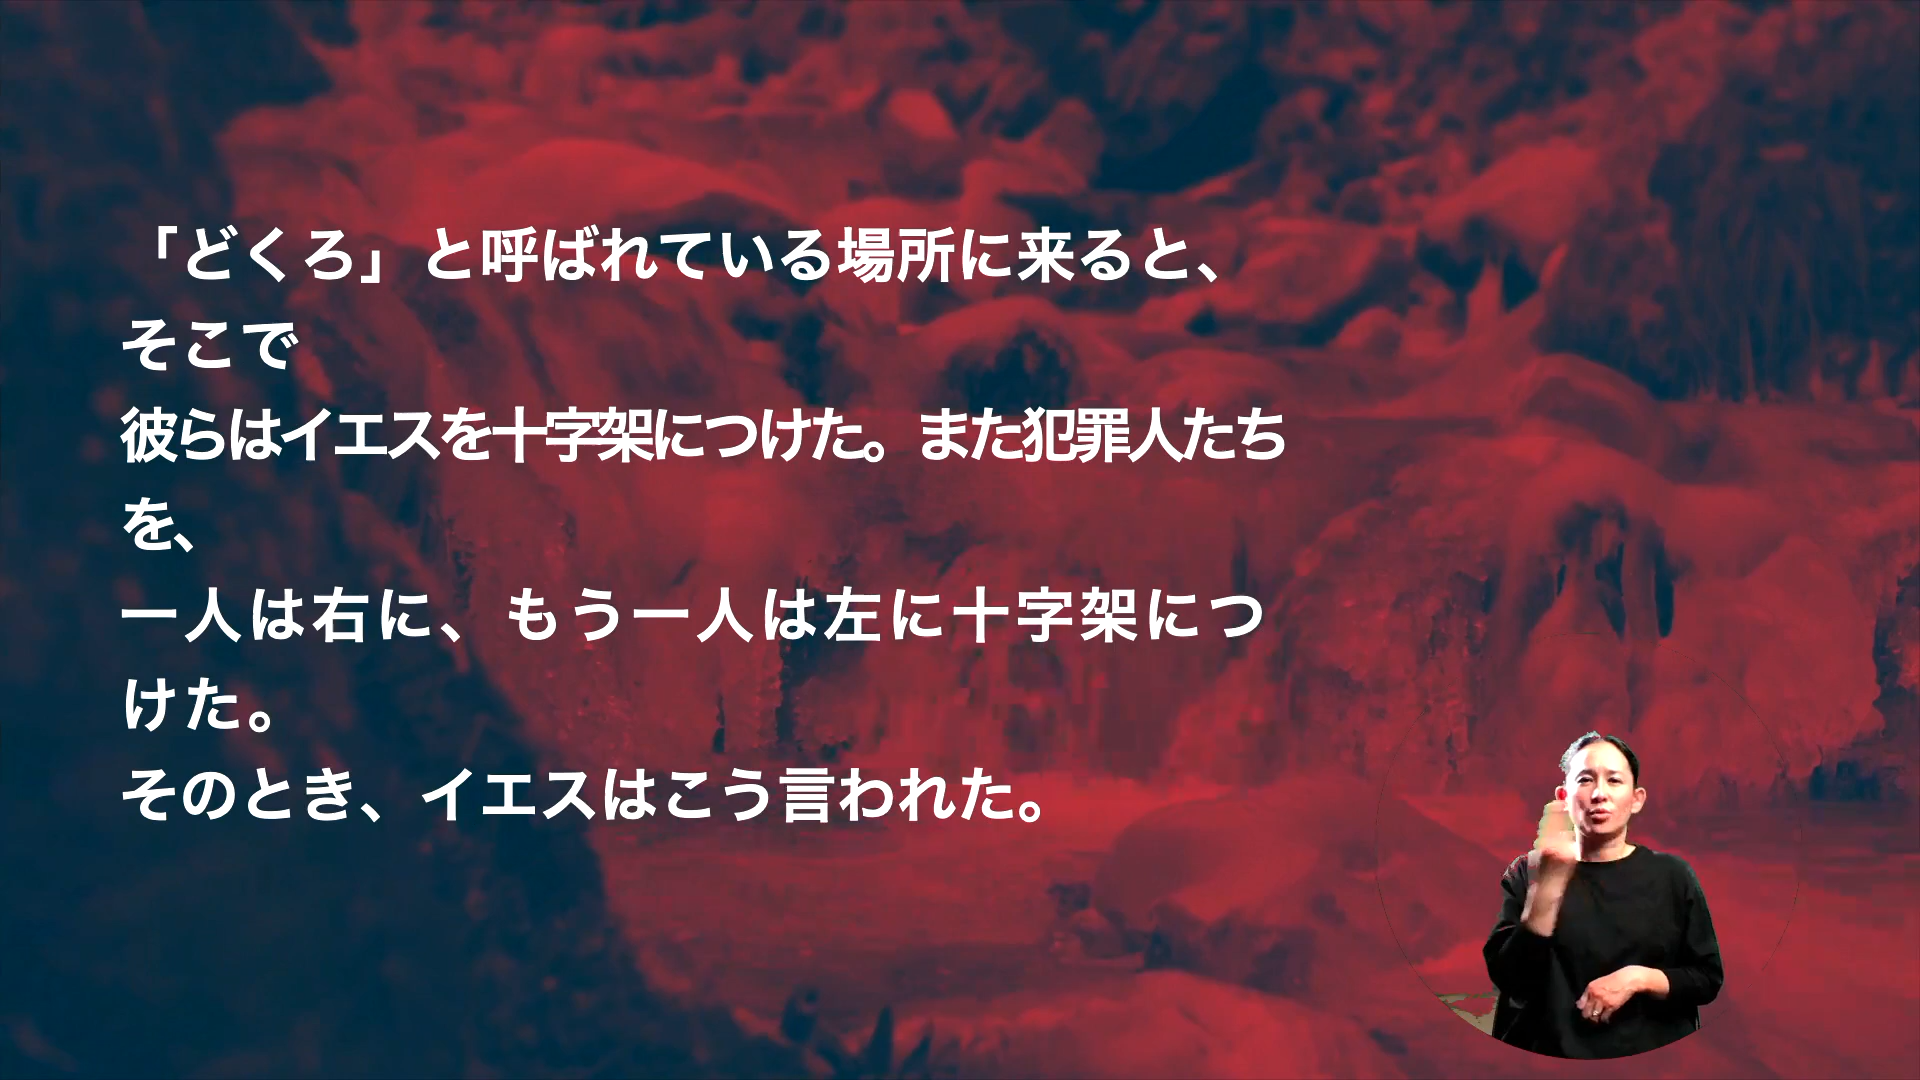 「どくろ」と呼ばれている場所に来ると、
そこで
彼らはイエスを十字架につけた。また犯罪人たち
を、
一人は右に、もう一人は左に十字架につ
けた。
そのとき、イエスはこう言われた。